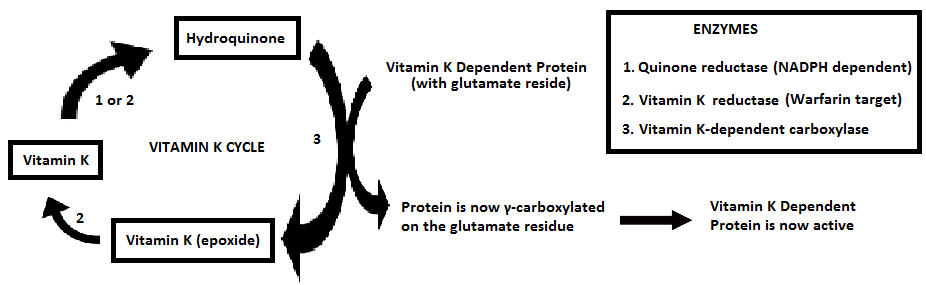 Hydroquinone
ENZYMES
1. Quinone reductase (NADPH dependent)
2. Vitamin K reductase (Warfarin target)
3. Vitamin K-dependent carboxylase
Vitamin K Dependent Protein
(with glutamate reside)
1 or 2
3
VITAMIN K CYCLE
Vitamin K
2
Vitamin K (epoxide)
Protein is now γ-carboxylated
on the glutamate residue
Vitamin K Dependent
Protein is now active